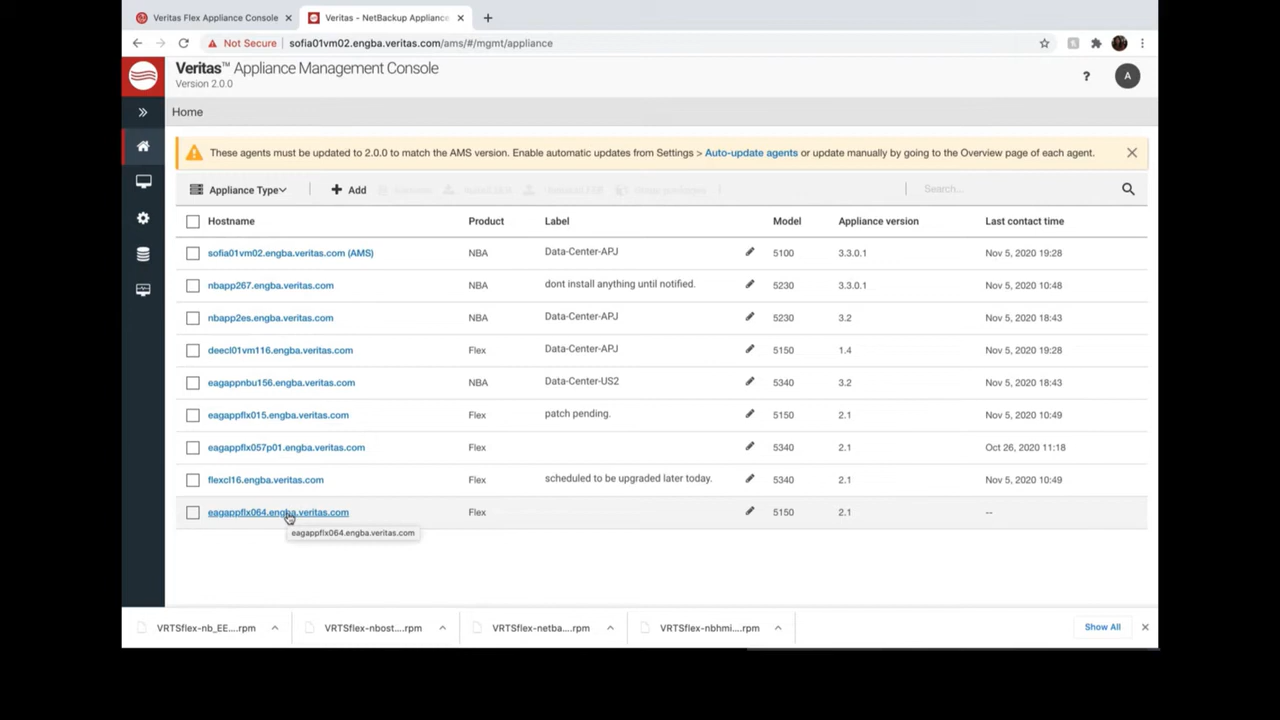 Veritas Flex Appliance Console
Veritas - NetBackup Appliance
Not Secure | sofia01vm02.engba.veritas.com/ams/#/mgmt/appliance
Veritas™ Appliance Management Console
Version 2.0.0
? A
Home
These agents must be updated to 2.0.0 to match the AMS version. Enable automatic updates from Settings > Auto-update agents or update manually by going to the Overview page of each agent.
Appliance Type Add Search...
Hostname Product Label Model Appliance version Last contact time
sofia01vm02.engba.veritas.com (AMS) NBA Data-Center-APJ 5100 3.3.0.1 Nov 5, 2020 19:28
nbapp267.engba.veritas.com NBA dont install anything until notified. 5230 3.3.0.1 Nov 5, 2020 10:48
nbapp2es.engba.veritas.com NBA Data-Center-APJ 5230 3.2 Nov 5, 2020 18:43
deecl01vm116.engba.veritas.com Flex Data-Center-APJ 5150 1.4 Nov 5, 2020 19:28
eagappnbu156.engba.veritas.com NBA Data-Center-US2 5340 3.2 Nov 5, 2020 18:43
eagappflx015.engba.veritas.com Flex patch pending. 5150 2.1 Nov 5, 2020 10:49
eagappflx057p01.engba.veritas.com Flex 5340 2.1 Oct 26, 2020 11:18
flexcl16.engba.veritas.com Flex scheduled to be upgraded later today. 5340 2.1 Nov 5, 2020 10:49
eagappflx064.engba.veritas.com Flex 5150 2.1 --
eagappflx064.engba.veritas.com
VRTSflex-nb_EE....rpm VRTSflex-nbost....rpm VRTSflex-netba....rpm VRTSflex-nbhmi....rpm Show All